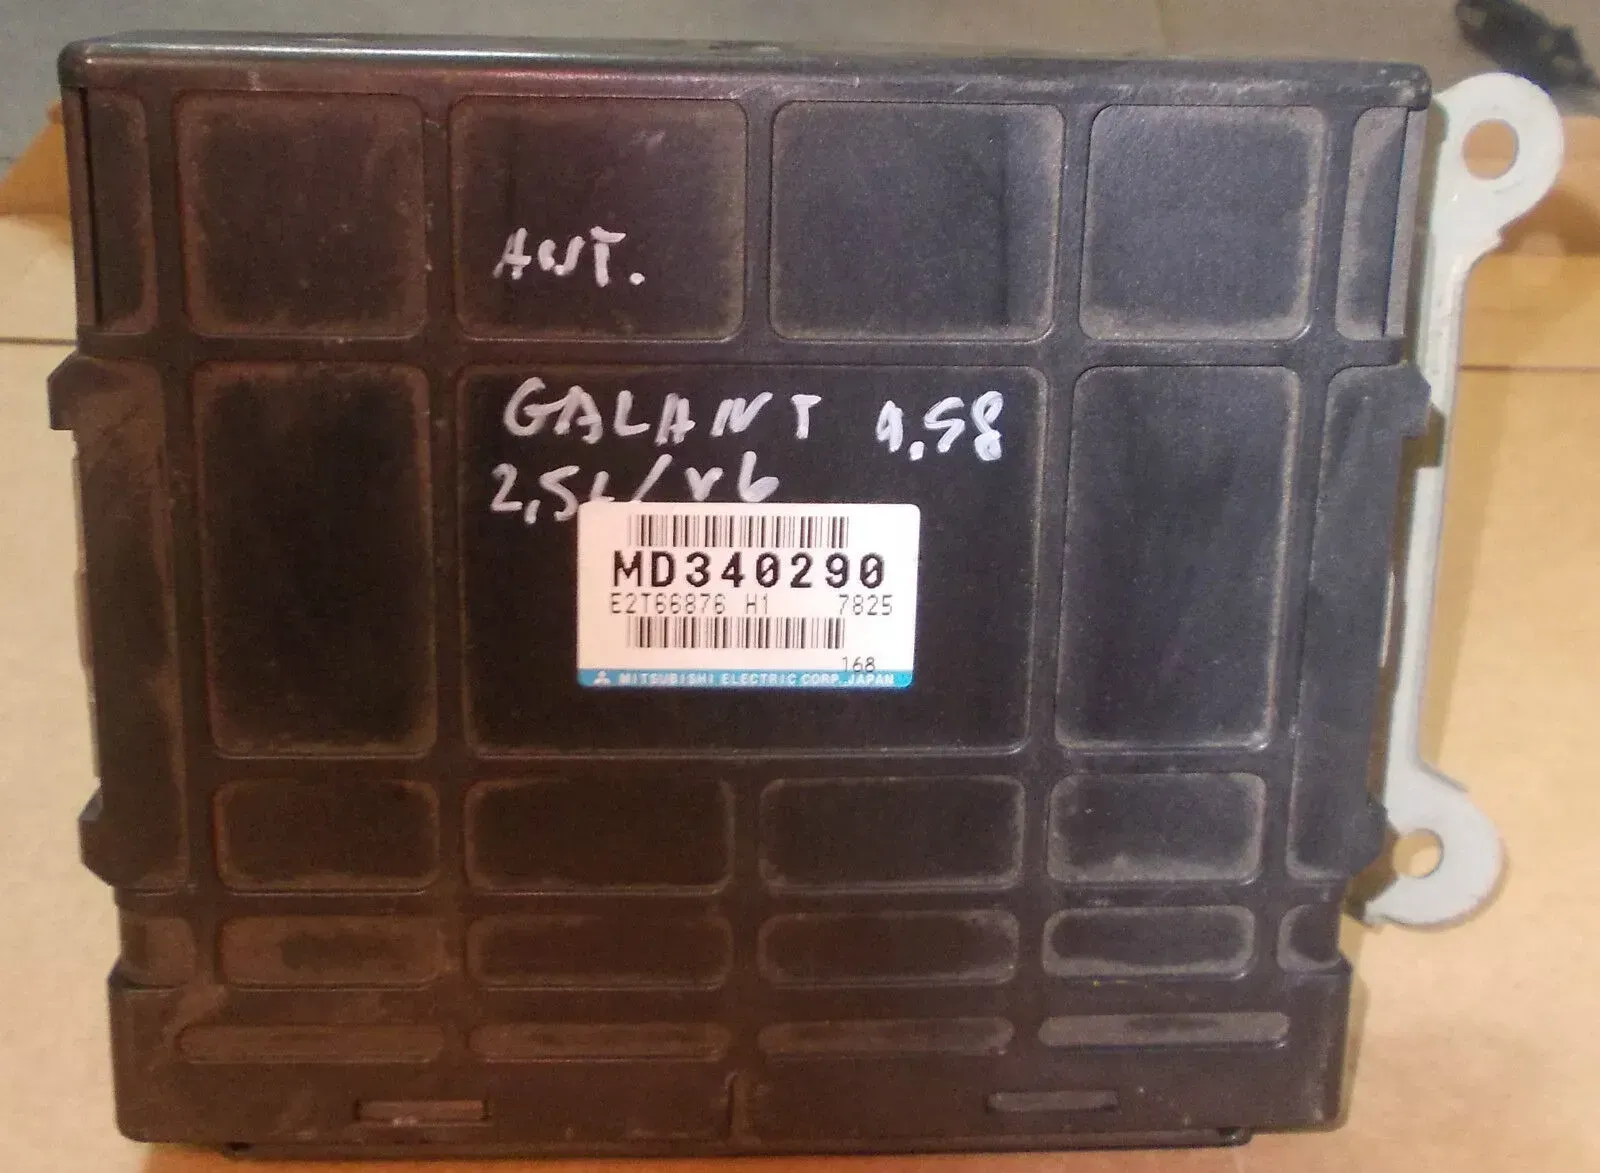 AUT.
GALANT 9.98
2,5L/V6
MD340290
E2T66876 H1 7825
168
MITSUBISHI ELECTRIC CORP. JAPAN